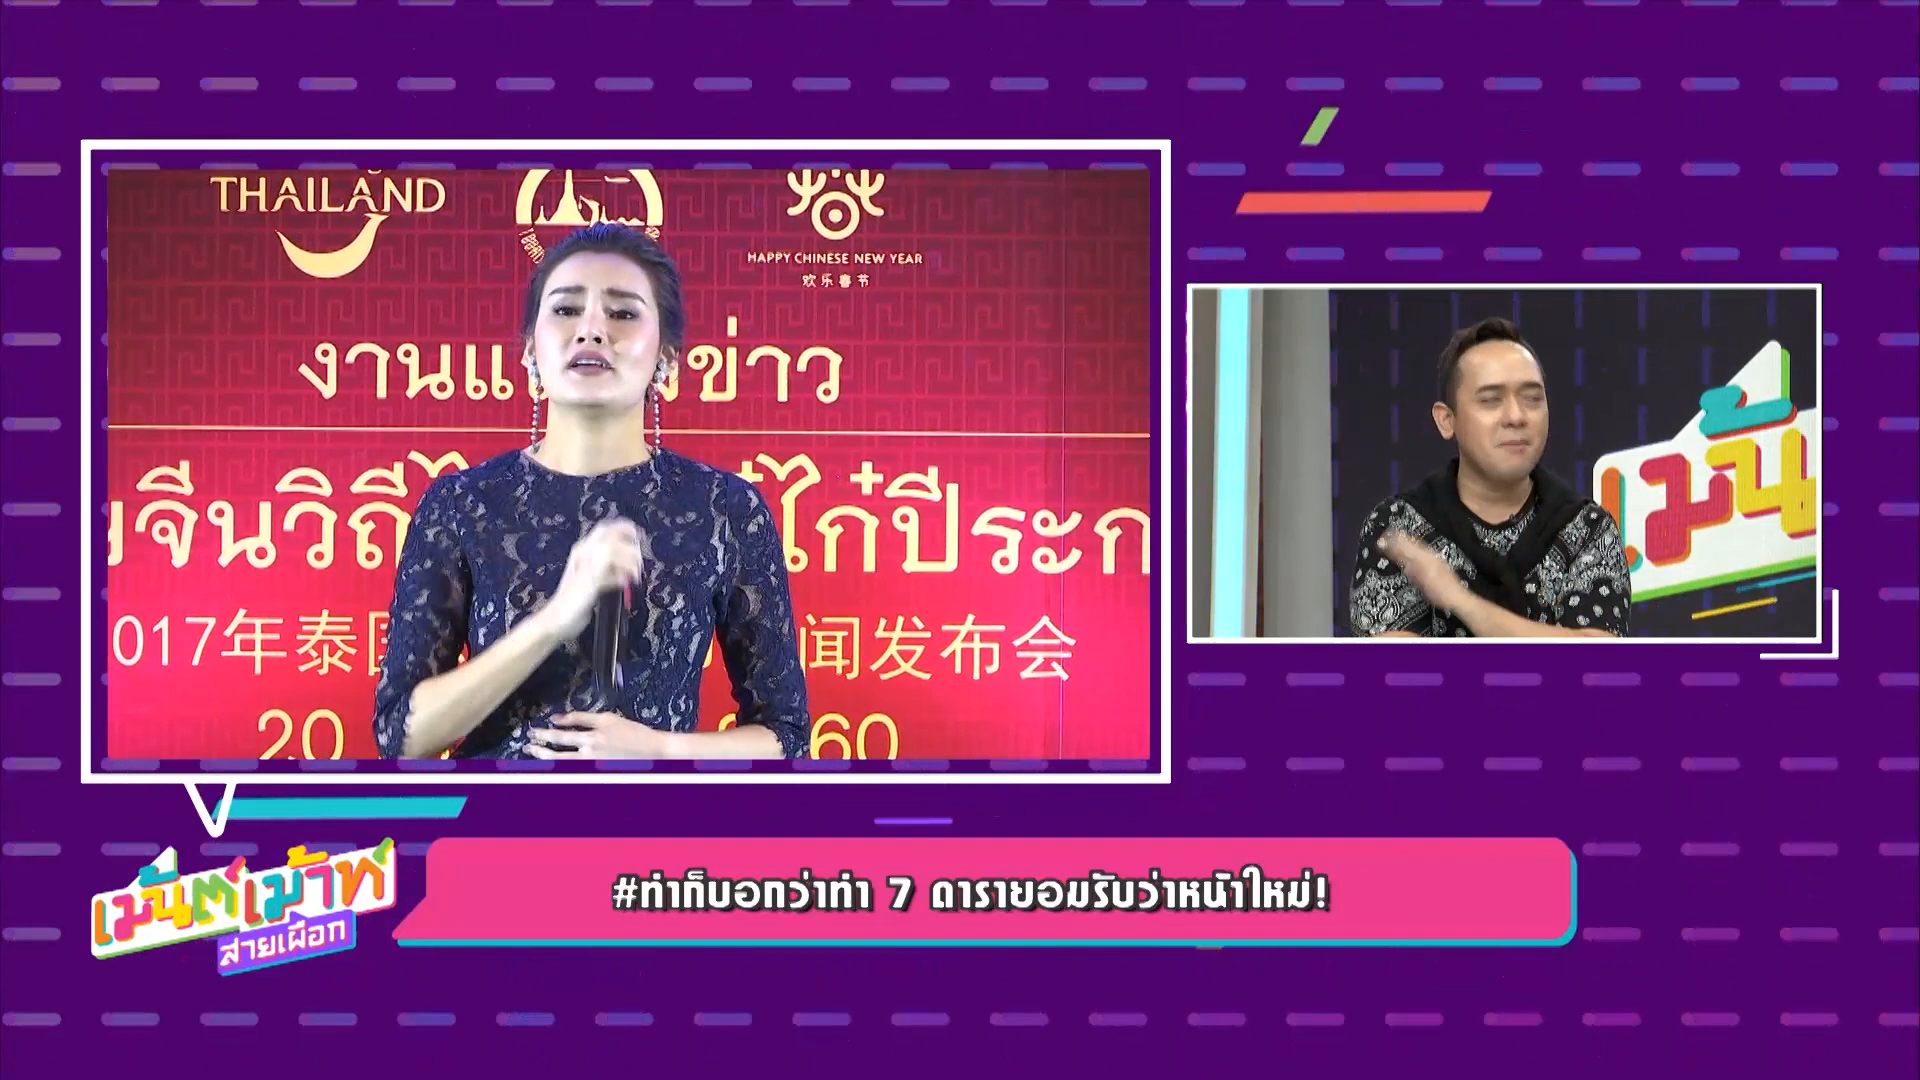 THAILAND
HAPPY CHINESE NEW YEAR
欢乐春节
ข่าว
จีนวิถี
ไก่ปีระก
017年泰
闻发布会
20
60
เม้นต์
เม้นต์เม้าท์
สายเผือก
#ทำก็บอกว่าทำ 7 ดารายอมรับว่าหน้าใหม่!